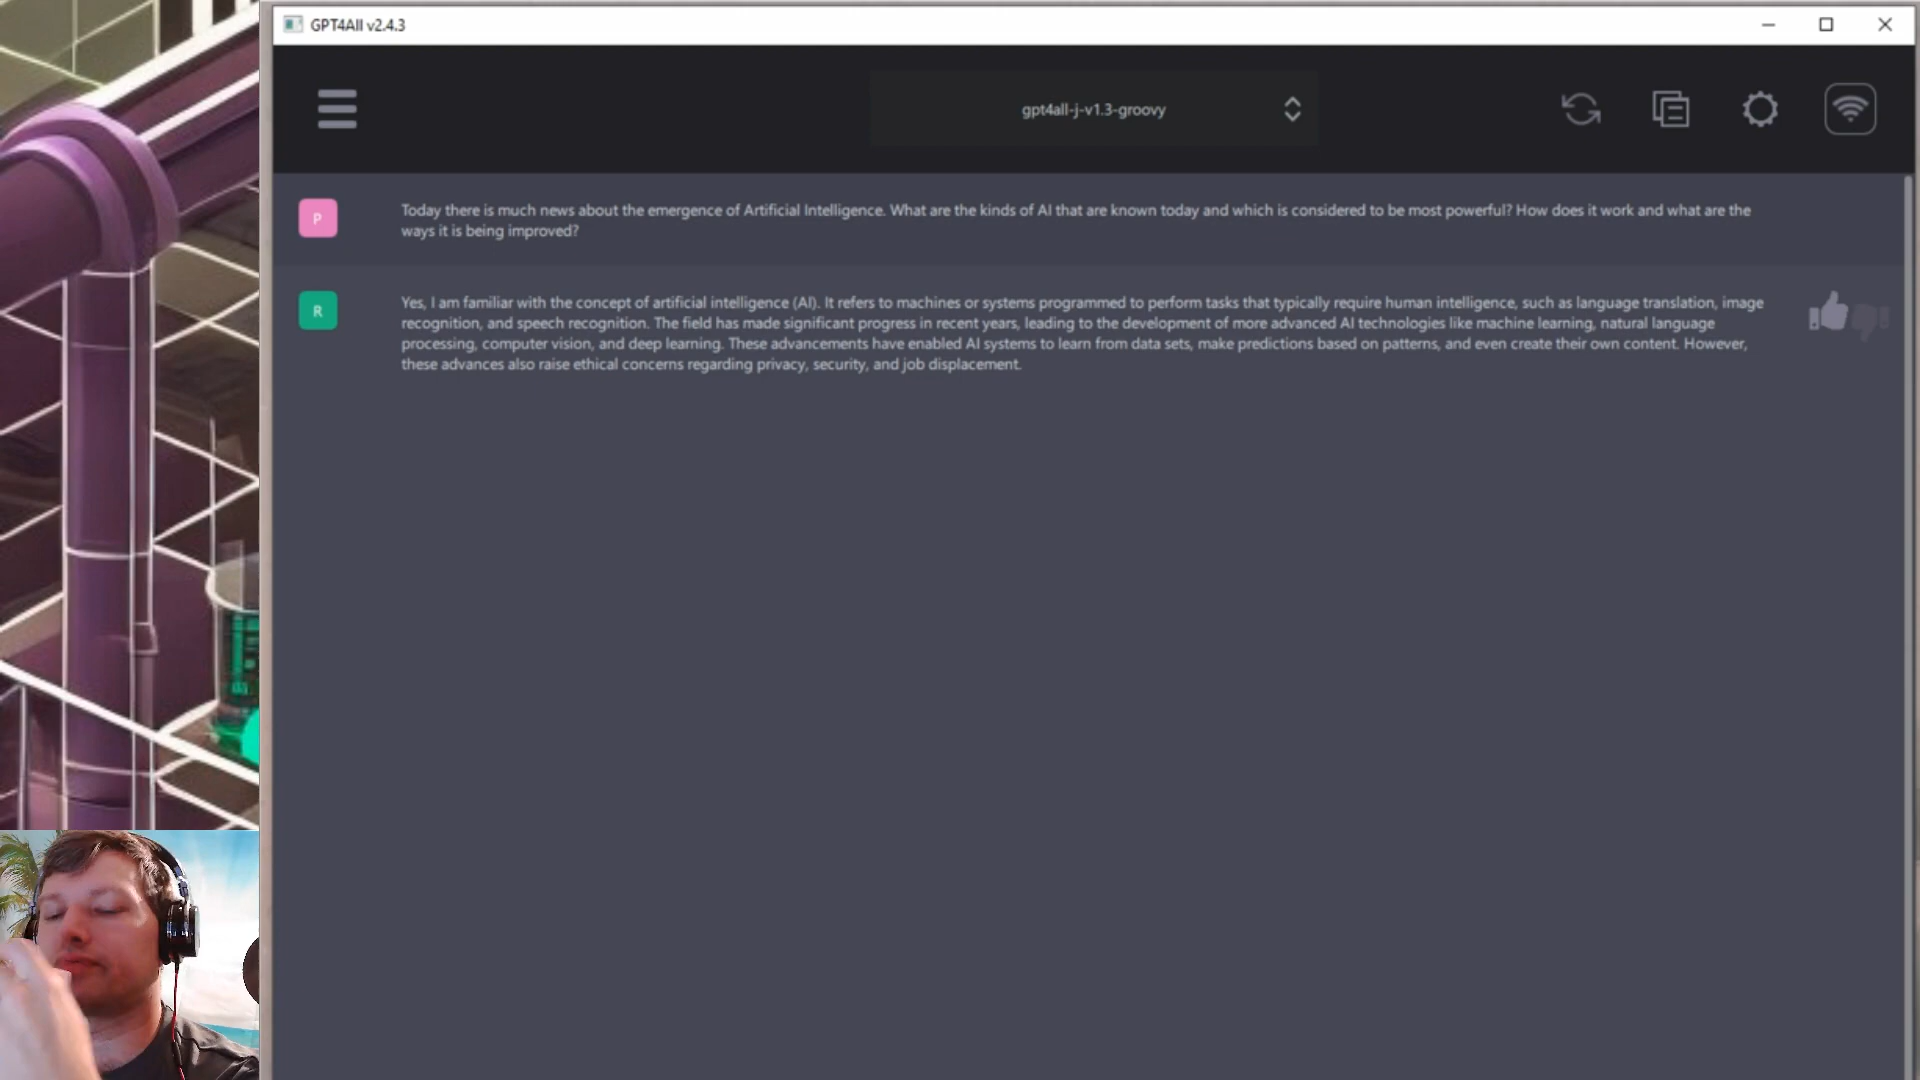 GPT4All v2.4.3
gpt4all-j-v1.3-groovy
P
Today there is much news about the emergence of Artificial Intelligence. What are the kinds of AI that are known today and which is considered to be most powerful? How does it work and what are the
ways it is being improved?
R
Yes, I am familiar with the concept of artificial intelligence (AI). It refers to machines or systems programmed to perform tasks that typically require human intelligence, such as language translation, image
recognition, and speech recognition. The field has made significant progress in recent years, leading to the development of more advanced AI technologies like machine learning, natural language
processing, computer vision, and deep learning. These advancements have enabled AI systems to learn from data sets, make predictions based on patterns, and even create their own content. However,
these advances also raise ethical concerns regarding privacy, security, and job displacement.